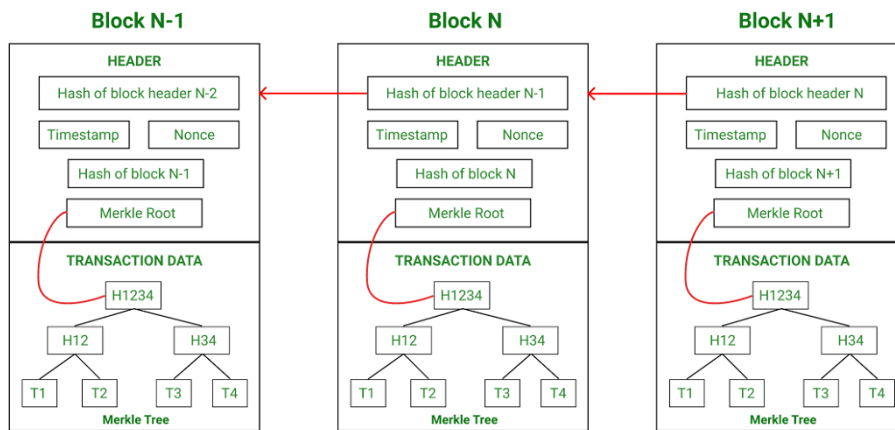 Block N-1
HEADER
Hash of block header N-2
Timestamp
Nonce
Hash of block N-1
Merkle Root
TRANSACTION DATA
H1234
H12
H34
T1
T2
T3
T4
Merkle Tree
Block N
HEADER
Hash of block header N-1
Timestamp
Nonce
Hash of block N
Merkle Root
TRANSACTION DATA
H1234
H12
H34
T1
T2
T3
T4
Merkle Tree
Block N+1
HEADER
Hash of block header N
Timestamp
Nonce
Hash of block N+1
Merkle Root
TRANSACTION DATA
H1234
H12
H34
T1
T2
T3
T4
Merkle Tree